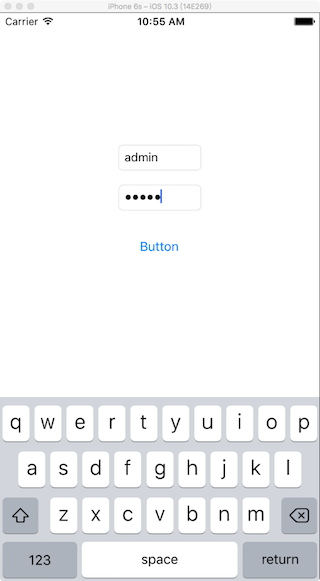 iPhone 6s – iOS 10.3 (14E269)
Carrier 10:55 AM
admin
•••••
Button
q w e r t y u i o p
a s d f g h j k l
z x c v b n m
123 space return